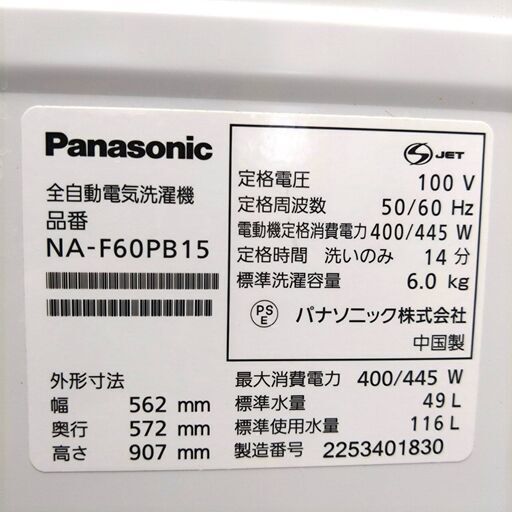 Panasonic
全自動電気洗濯機
品番
NA-F60PB15
外形寸法
幅 562 mm
奥行 572 mm
高さ 907 mm
S JET
定格電圧 100 V
定格周波数 50/60 Hz
電動機定格消費電力 400/445 W
定格時間 洗いのみ 14 分
標準洗濯容量 6.0 kg
PS
E
パナソニック株式会社
中国製
最大消費電力 400/445 W
標準水量 49 L
標準使用水量 116 L
製造番号 2253401830